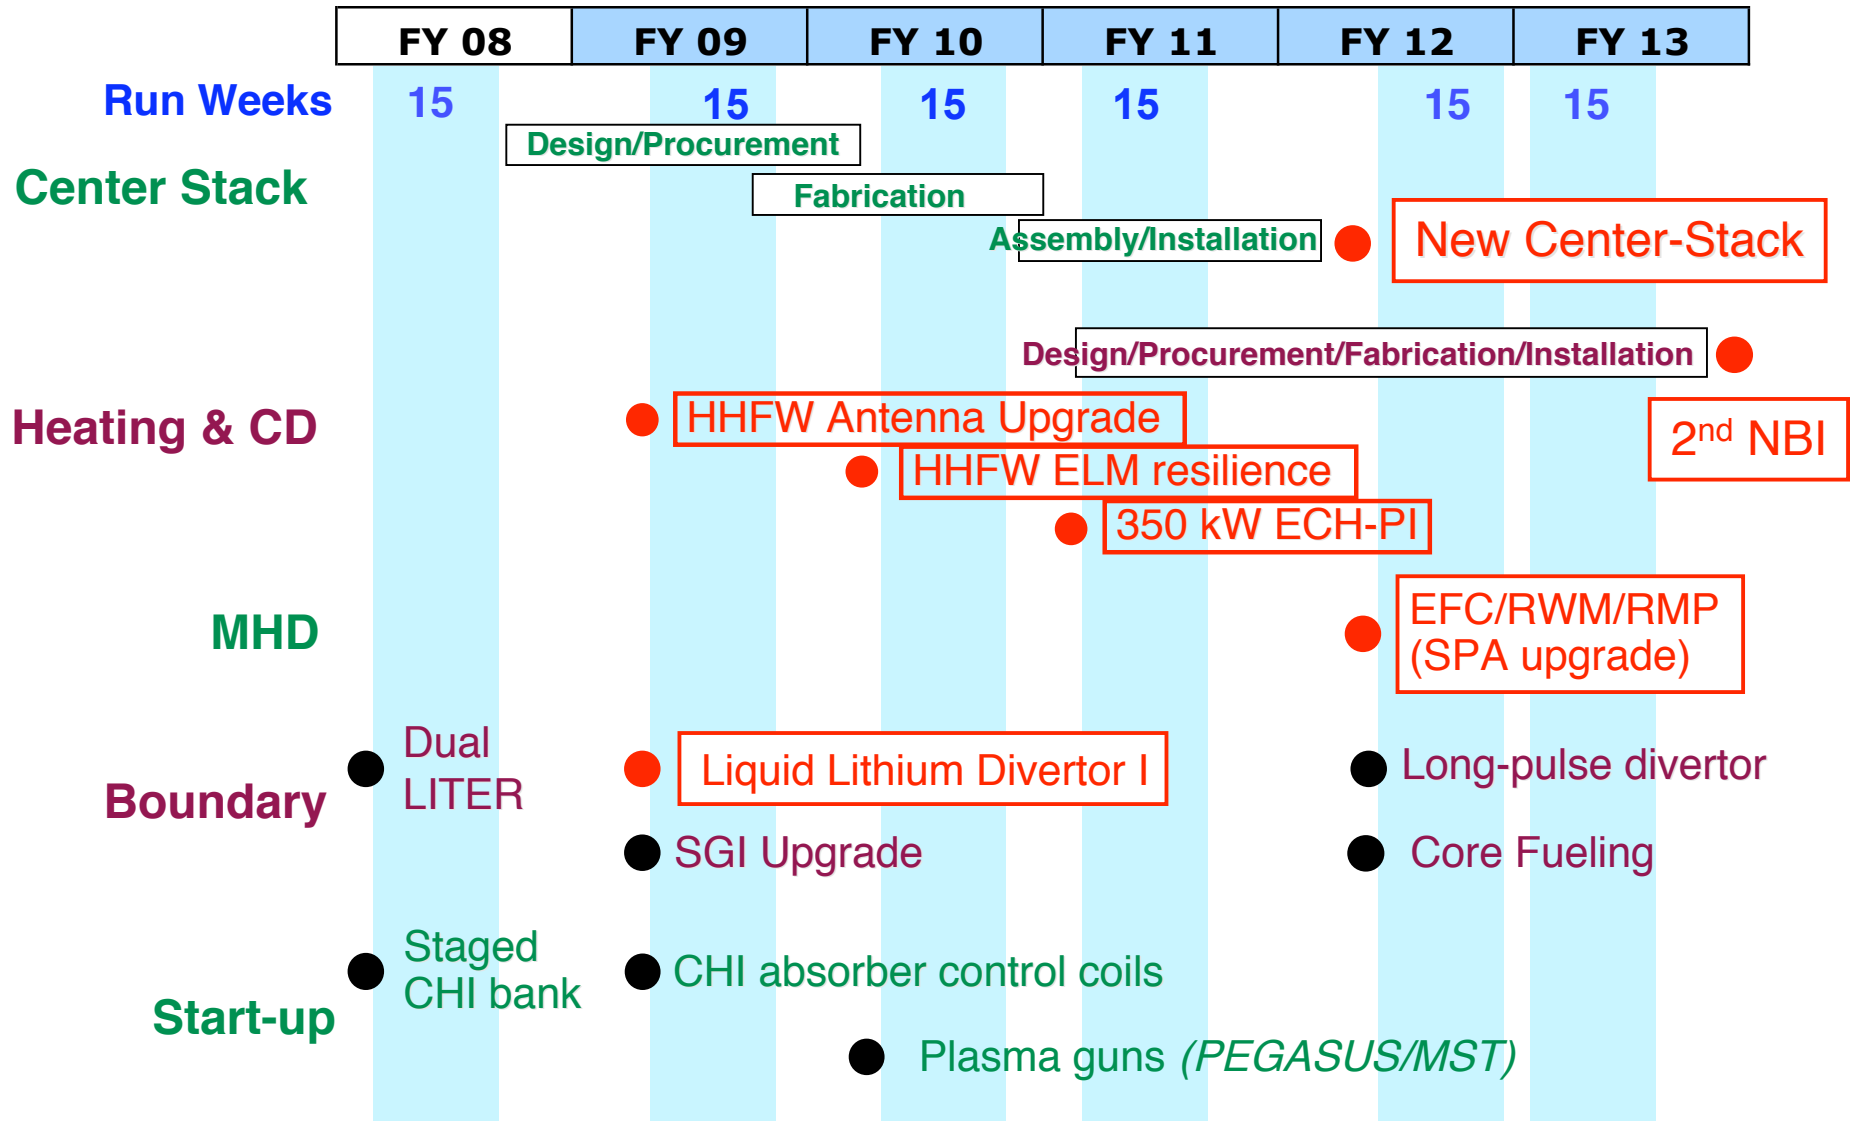 FY 08 FY 09 FY 10 FY 11 FY 12 FY 13
Run Weeks 15 15 15 15 15 15
Design/Procurement
Center Stack
Fabrication
Assembly/Installation
New Center-Stack
Design/Procurement/Fabrication/Installation
Heating & CD
HHFW Antenna Upgrade
2nd NBI
HHFW ELM resilience
350 kW ECH-PI
MHD
EFC/RWM/RMP
(SPA upgrade)
Boundary
Dual
LITER
Liquid Lithium Divertor I
Long-pulse divertor
SGI Upgrade
Core Fueling
Start-up
Staged
CHI bank
CHI absorber control coils
Plasma guns (PEGASUS/MST)